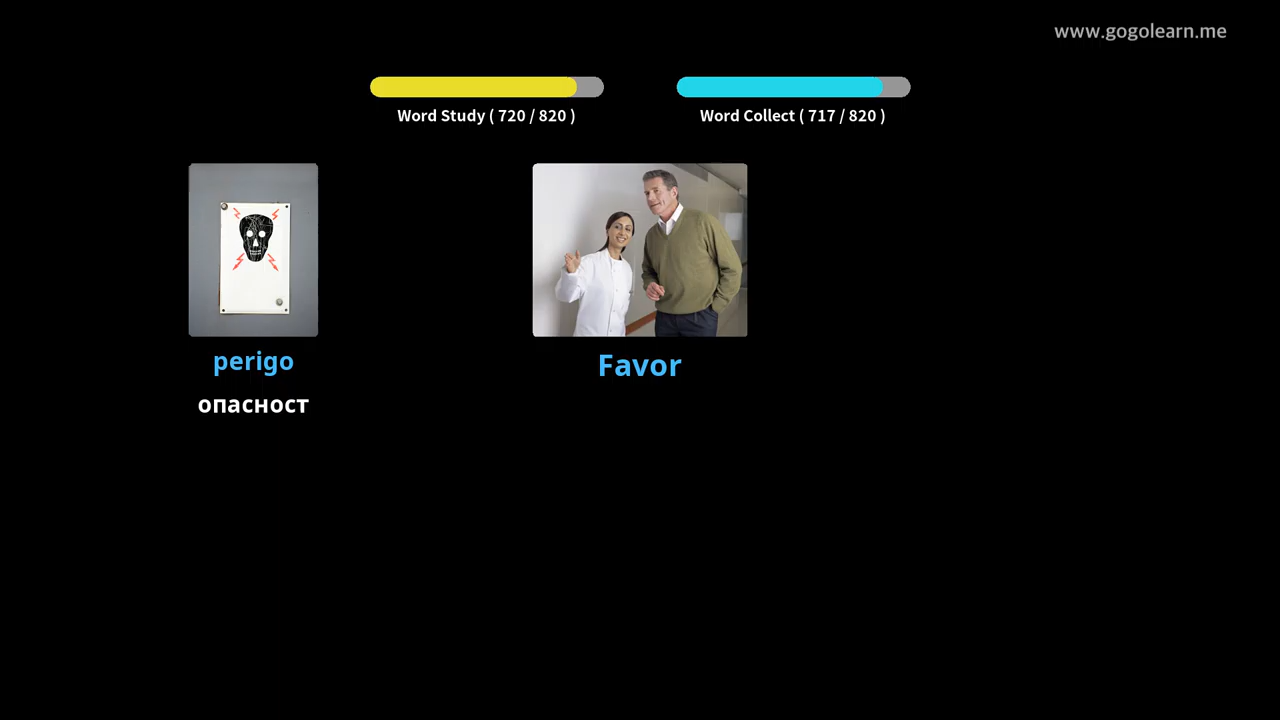 www.gogolearn.me
Word Study ( 720 / 820 )
Word Collect ( 717 / 820 )
perigo
Favor
опасност